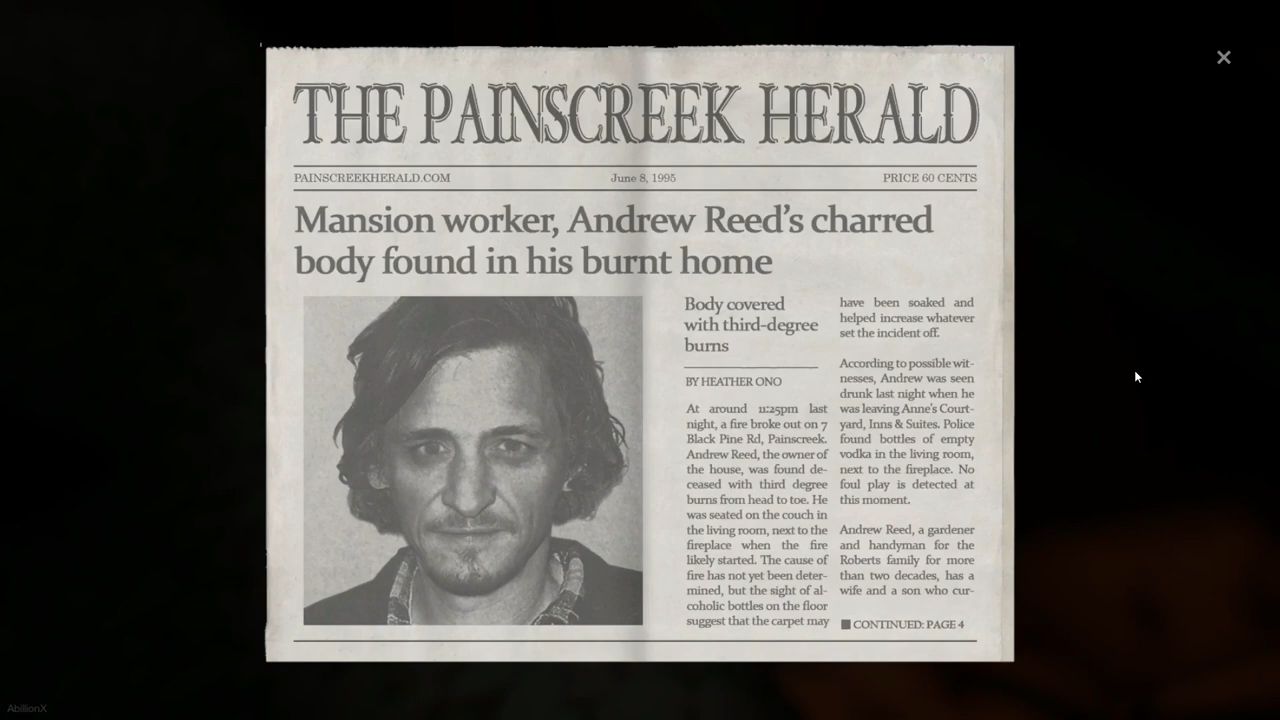 THE PAINSCREEK HERALD
PAINSCREEKHERALD.COM June 8, 1995 PRICE 60 CENTS
Mansion worker, Andrew Reed's charred
body found in his burnt home
Body covered
with third-degree
burns
BY HEATHER ONO
At around 11:25pm last
night, a fire broke out on 7
Black Pine Rd, Painscreek.
Andrew Reed, the owner of
the house, was found de-
ceased with third degree
burns from head to toe. He
was seated on the couch in
the living room, next to the
fireplace when the fire
likely started. The cause of
fire has not yet been deter-
mined, but the sight of al-
coholic bottles on the floor
suggest that the carpet may
have been soaked and
helped increase whatever
set the incident off.
According to possible wit-
nesses, Andrew was seen
drunk last night when he
was leaving Anne's Court-
yard, Inns & Suites. Police
found bottles of empty
vodka in the living room,
next to the fireplace. No
foul play is detected at
this moment.
Andrew Reed, a gardener
and handyman for the
Roberts family for more
than two decades, has a
wife and a son who cur-
CONTINUED: PAGE 4
AbillionX